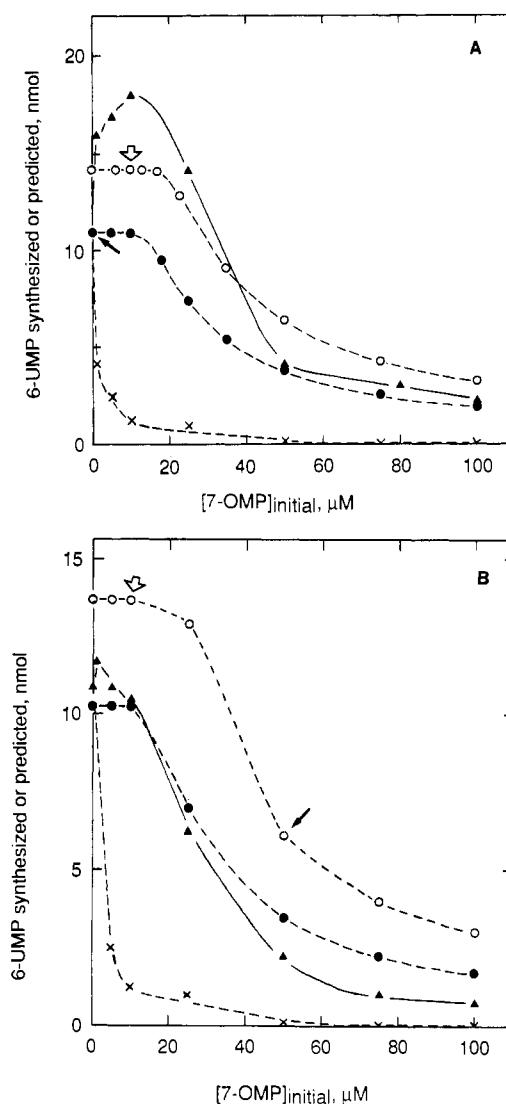 A
20
10
0
6-UMP synthesized or predicted, nmol
0 20 40 60 80 100
[7-OMP]initial, µM
B
15
10
5
0
6-UMP synthesized or predicted, nmol
0 20 40 60 80 100
[7-OMP]initial, µM